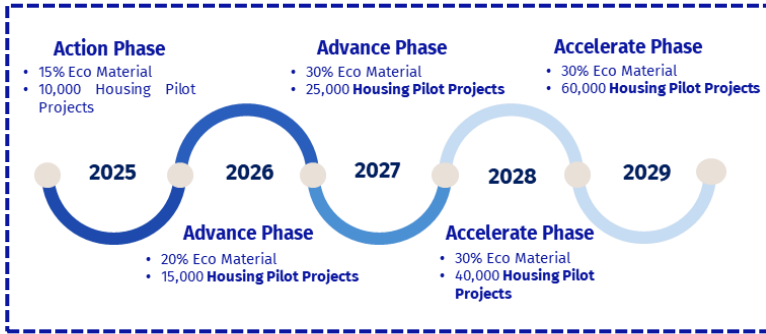 Action Phase
• 15% Eco Material
• 10,000 Housing Pilot
Projects
Advance Phase
• 30% Eco Material
• 25,000 Housing Pilot Projects
Accelerate Phase
• 30% Eco Material
• 60,000 Housing Pilot Projects
2025
2026
2027
2028
2029
Advance Phase
• 20% Eco Material
• 15,000 Housing Pilot Projects
Accelerate Phase
• 30% Eco Material
• 40,000 Housing Pilot
Projects